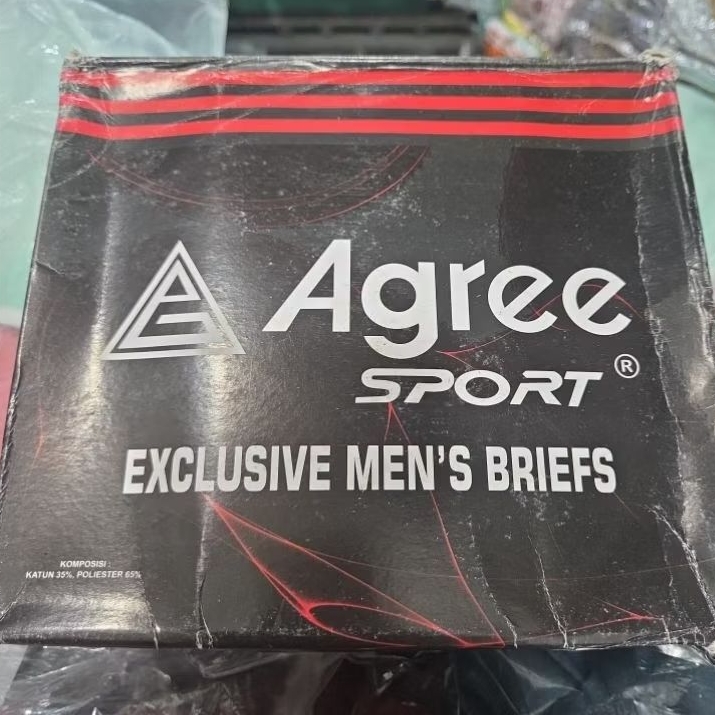 Agree
SPORT ®
EXCLUSIVE MEN'S BRIEFS
KOMPOSISI :
KATUN 35%, POLIESTER 65%